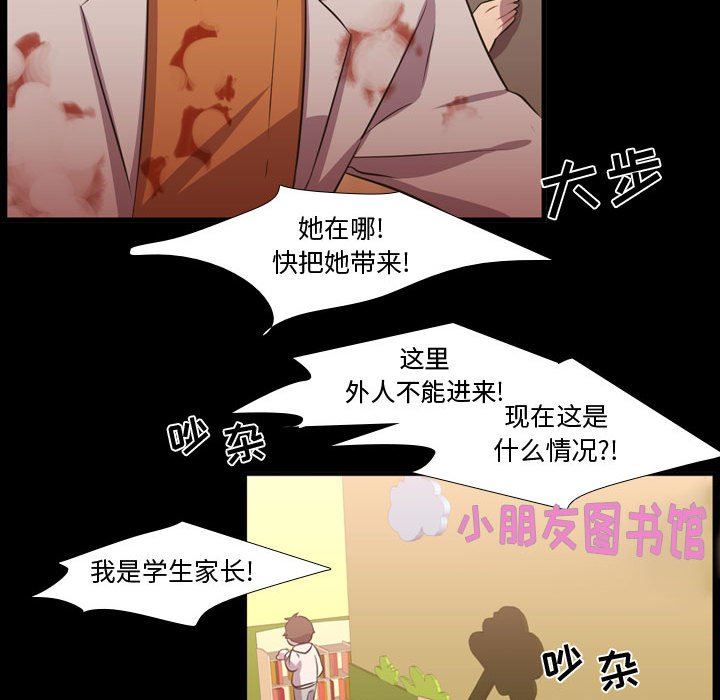 大步
她在哪!
快把她带来!
这里
外人不能进来!
现在这是
什么情况?!
吵杂
小朋友图书馆
我是学生家长!
吵杂